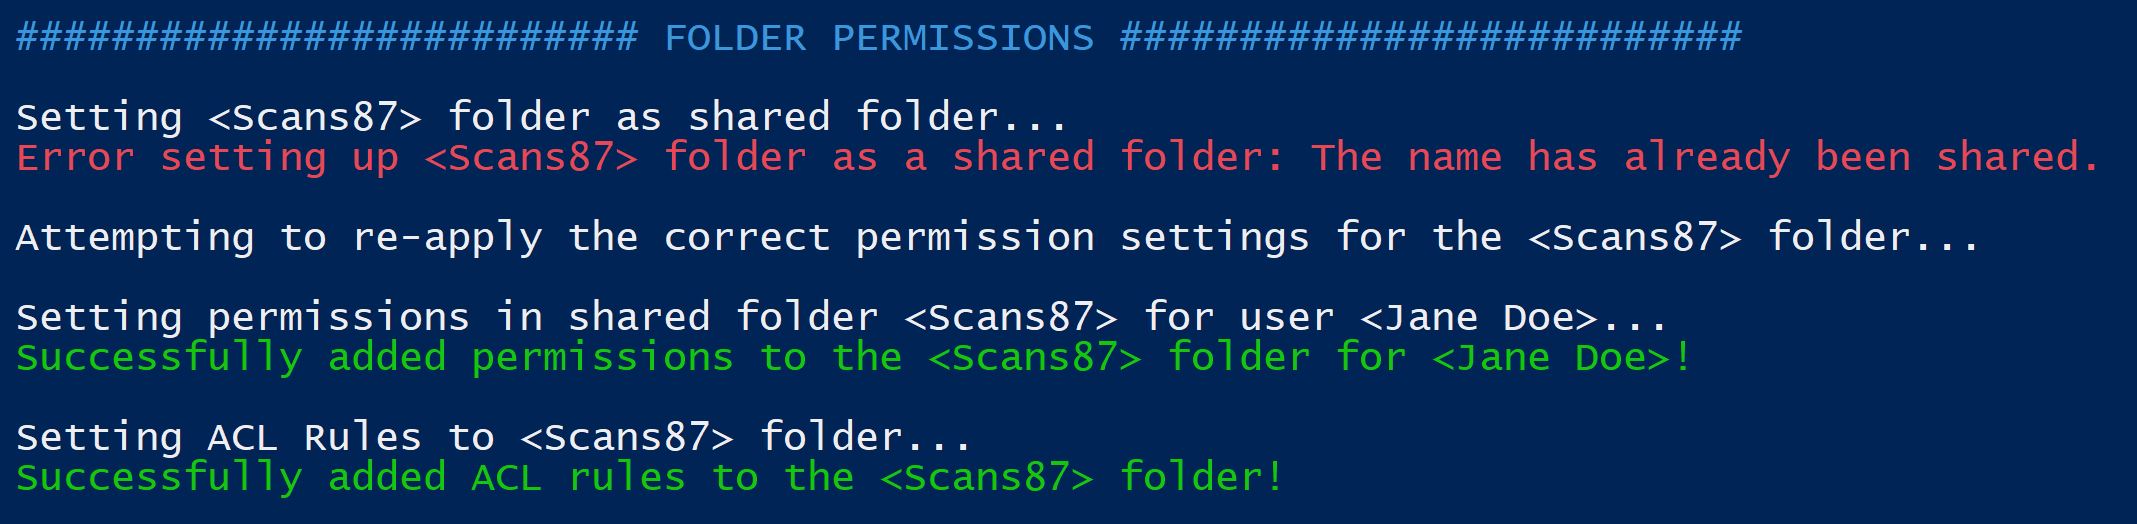 ########################## FOLDER PERMISSIONS ##########################
Setting <Scans87> folder as shared folder...
Error setting up <Scans87> folder as a shared folder: The name has already been shared.
Attempting to re-apply the correct permission settings for the <Scans87> folder...
Setting permissions in shared folder <Scans87> for user <Jane Doe>...
Successfully added permissions to the <Scans87> folder for <Jane Doe>!
Setting ACL Rules to <Scans87> folder...
Successfully added ACL rules to the <Scans87> folder!